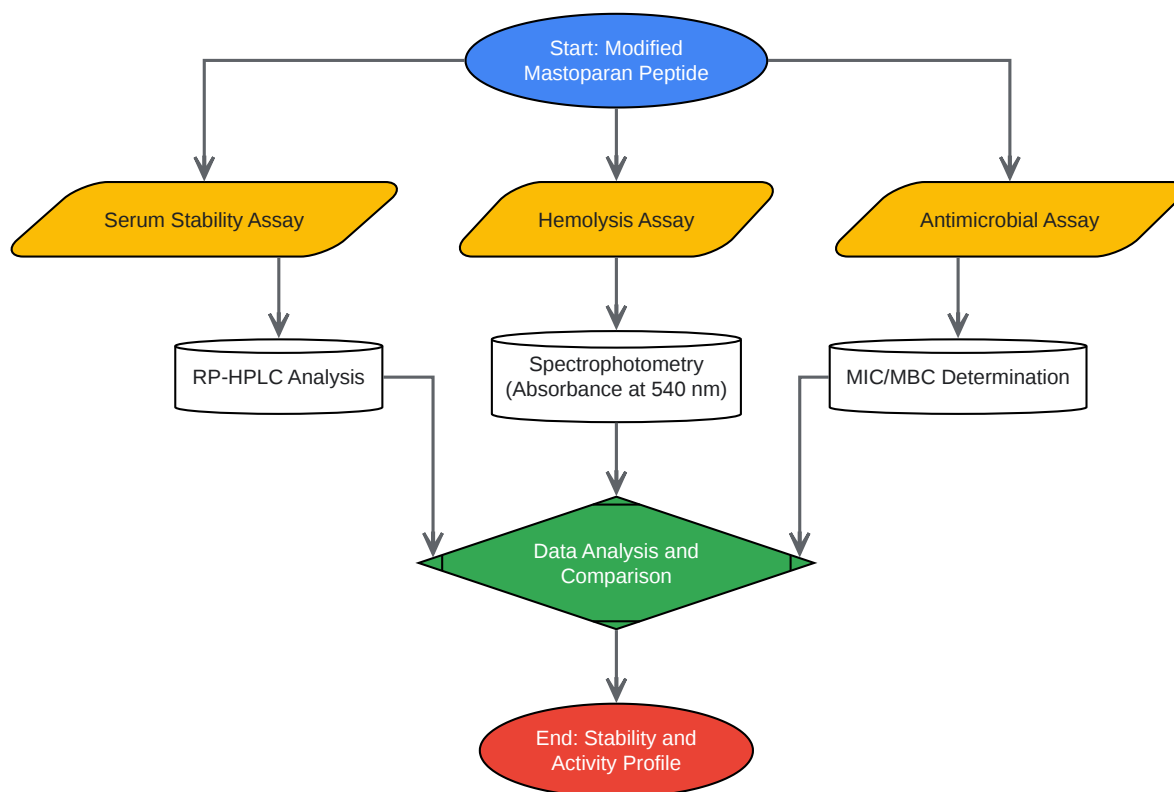 Start: Modified
Mastoparan Peptide
Serum Stability Assay
Hemolysis Assay
Antimicrobial Assay
RP-HPLC Analysis
Spectrophotometry
(Absorbance at 540 nm)
MIC/MBC Determination
Data Analysis and
Comparison
End: Stability and
Activity Profile